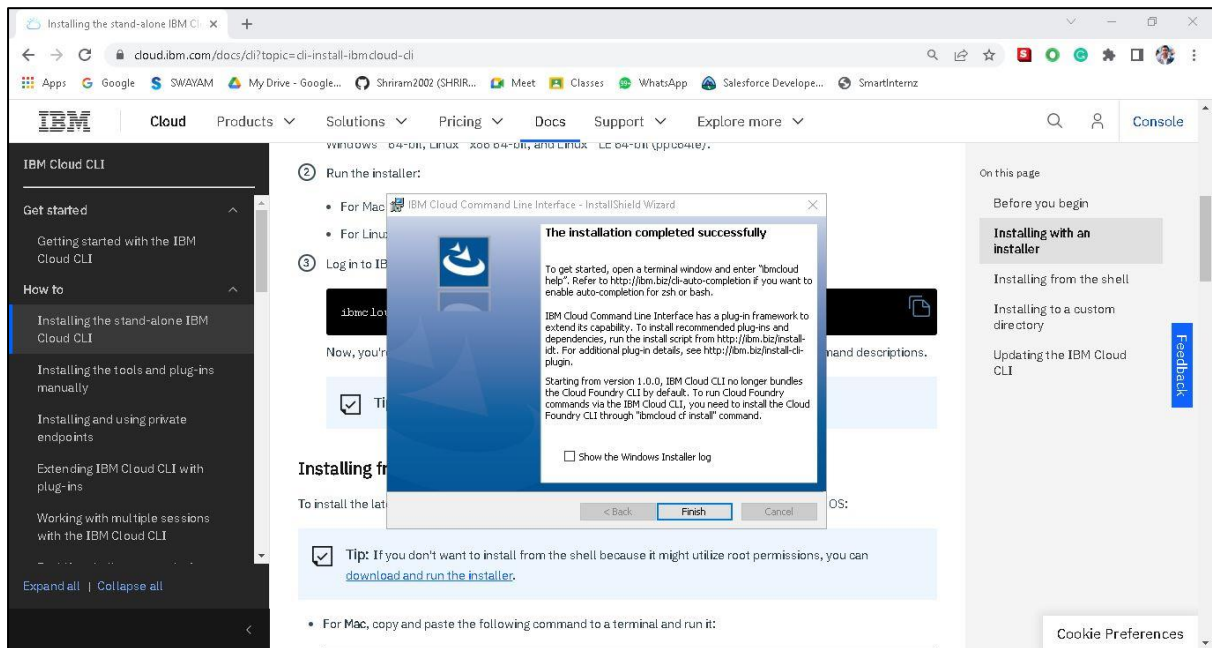 Installing the stand-alone IBM Cl
cloud.ibm.com/docs/cli?topic=cli-install-ibmcloud-cli
Apps Google SWAYAM My Drive - Google... Shriram2002 (SHRIR... Meet Classes WhatsApp Salesforce Develope... SmartInternz
IBM Cloud Products Solutions Pricing Docs Support Explore more Console
IBM Cloud CLI
Get started
Getting started with the IBM
Cloud CLI
How to
Installing the stand-alone IBM
Cloud CLI
Installing the tools and plug-ins
manually
Installing and using private
endpoints
Extending IBM Cloud CLI with
plug-ins
Working with multiple sessions
with the IBM Cloud CLI
Expand all | Collapse all
Windows 64-bit, Linux x86 64-bit, and Linux LE 64-bit (ppc64le).
2 Run the installer:
• For Mac
• For Linu
3 Log in to IB
ibmclou
Now, you'r
mand descriptions.
Ti
Installing fr
To install the lat
OS:
Tip: If you don't want to install from the shell because it might utilize root permissions, you can
download and run the installer.
• For Mac, copy and paste the following command to a terminal and run it:
IBM Cloud Command Line Interface - InstallShield Wizard
The installation completed successfully
To get started, open a terminal window and enter "ibmcloud
help". Refer to http://ibm.biz/cli-auto-completion if you want to
enable auto-completion for zsh or bash.
IBM Cloud Command Line Interface has a plug-in framework to
extend its capability. To install recommended plug-ins and
dependencies, run the install script from http://ibm.biz/install-
idt. For additional plug-in details, see http://ibm.biz/install-cli-
plugin.
Starting from version 1.0.0, IBM Cloud CLI no longer bundles
the Cloud Foundry CLI by default. To run Cloud Foundry
commands via the IBM Cloud CLI, you need to install the Cloud
Foundry CLI through "ibmcloud cf install" command.
Show the Windows Installer log
< Back Finish Cancel
On this page
Before you begin
Installing with an
installer
Installing from the shell
Installing to a custom
directory
Updating the IBM Cloud
CLI
Feedback
Cookie Preferences